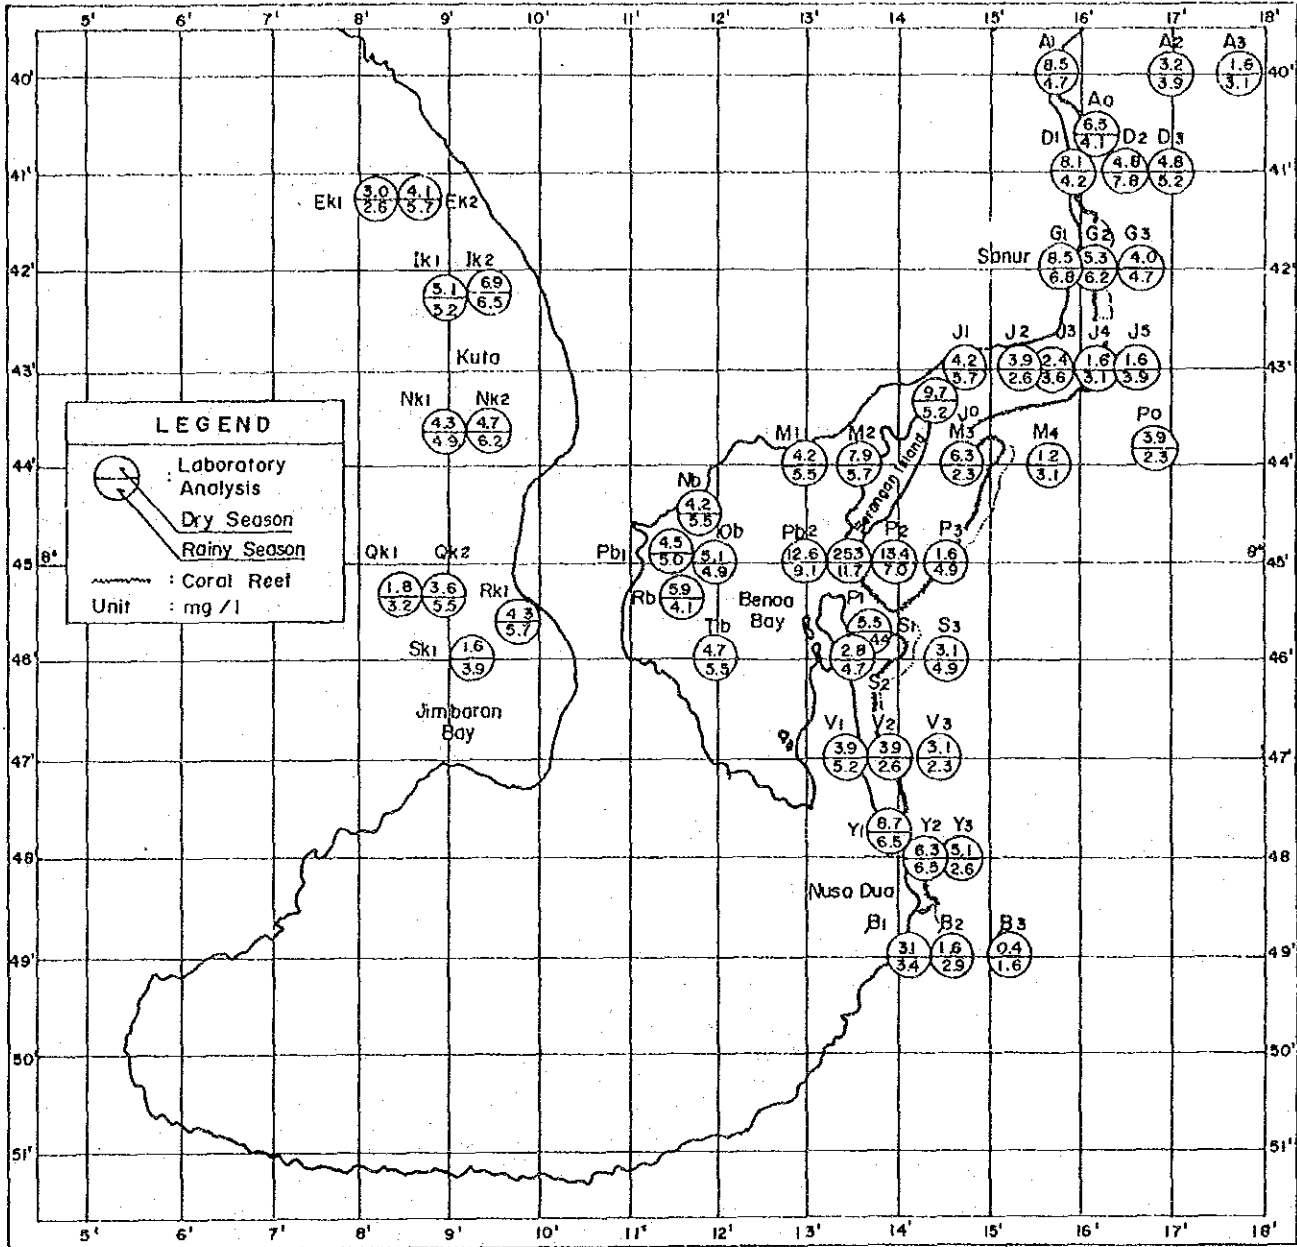 5' 6' 7' 8' 9' 10' 11' 12' 13' 14' 15' 16' 17' 18'
A1 A2 A3
40' 8.5 3.2 1.6 40'
4.7 3.9 3.1
A0
6.5
4.1
D1 D2 D3
8.1 4.8 4.8
41' 4.2 7.8 5.2 41'
Ek1 3.0 4.1 Ek2
2.6 5.7
G1 G2 G3
Sanur 8.5 5.3 4.0
42' 6.8 6.2 4.7 42'
Ik1 Ik2
5.1 6.9
5.2 6.5
Kuta
J1 J2 J3 J4 J5
43' 4.2 3.9 2.4 1.6 1.6 43'
5.7 2.6 3.6 3.1 3.9
9.7
5.2 J0
Nk1 Nk2
4.3 4.7
4.9 6.2
P0
3.9
2.3
M1 M2 M3 M4
44' 4.2 7.9 6.3 1.2 44'
5.5 5.7 2.3 3.1
Serangan Island
LEGEND
: Laboratory
Analysis
Dry Season
Rainy Season
: Coral Reef
Unit : mg/l
Nb
4.2
5.5
Pb1 4.5
5.0
Ob
5.1
4.9
Pb2 P2 P3
8° 12.6 25.3 13.4 1.6 8°
45' 9.1 11.7 7.0 4.9 45'
P1
Qk1 Qk2
1.8 3.6
3.2 5.5
Rk1
4.3
5.7
Rb 5.9
4.1
Benoa
Bay
5.5 S1
4.4
Sk1 1.6
3.9
Tb
4.7
5.5
S3
46' 2.8 3.1 46'
4.7 4.9
S2
Jimbaran
Bay
V1 V2 V3
47' 3.9 3.9 3.1 47'
5.2 2.6 2.3
Y1 8.7
6.5
Y2 Y3
48' 6.3 5.1 48'
6.5 2.6
Nusa Dua
B1 B2 B3
49' 3.1 1.6 0.4 49'
3.4 2.9 1.6
50' 50'
51' 51'
5' 6' 7' 8' 9' 10' 11' 12' 13' 14' 15' 16' 17' 18'